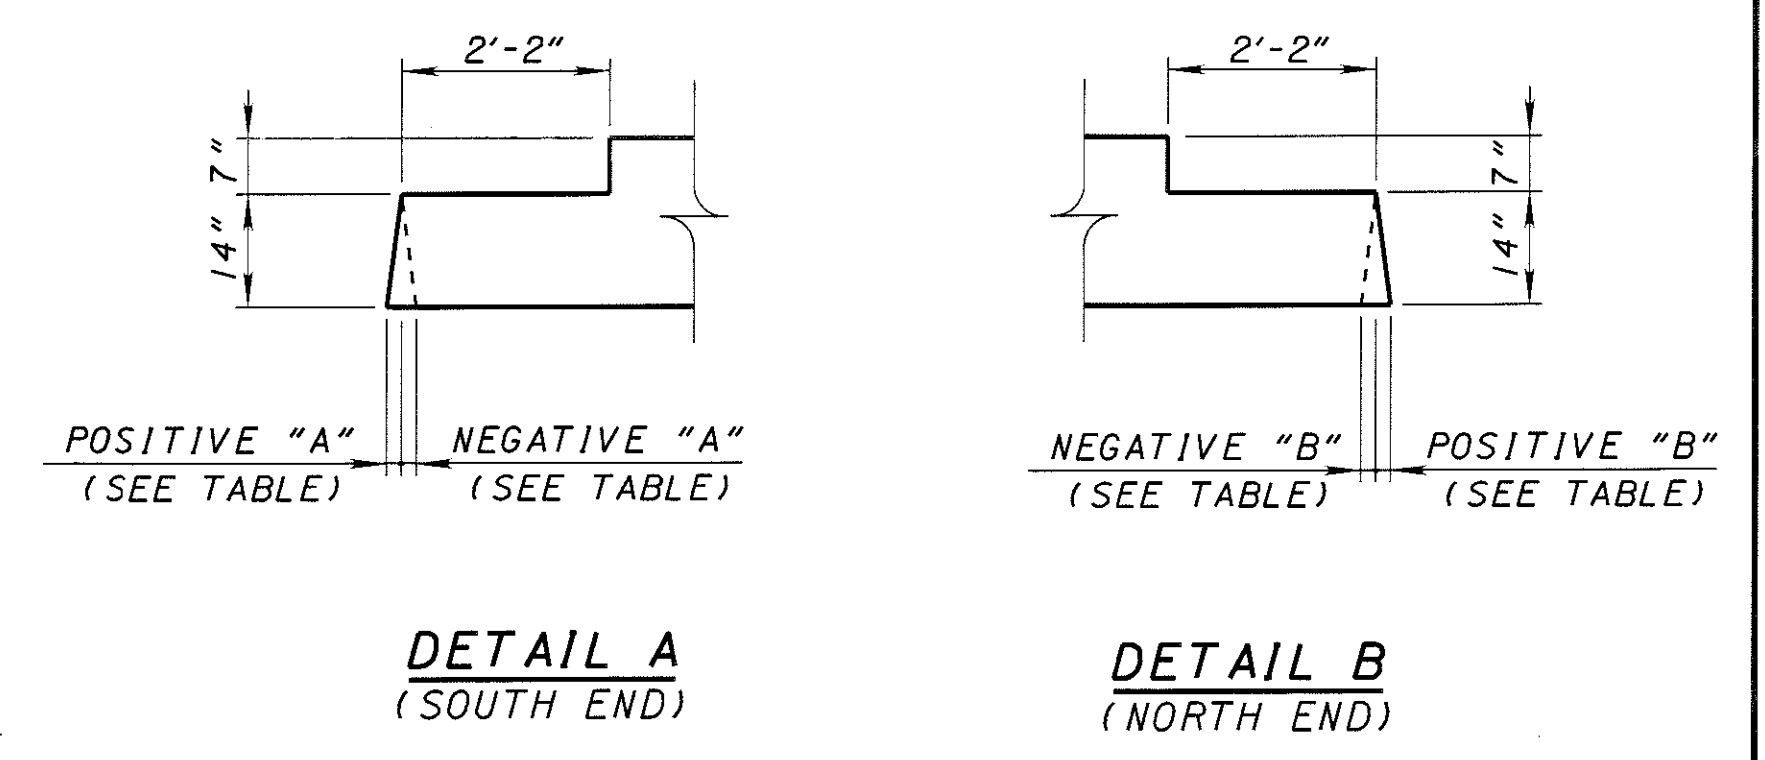 2'-2"
7"
14"
POSITIVE "A"
(SEE TABLE)
NEGATIVE "A"
(SEE TABLE)
DETAIL A
(SOUTH END)
2'-2"
7"
14"
NEGATIVE "B"
(SEE TABLE)
POSITIVE "B"
(SEE TABLE)
DETAIL B
(NORTH END)